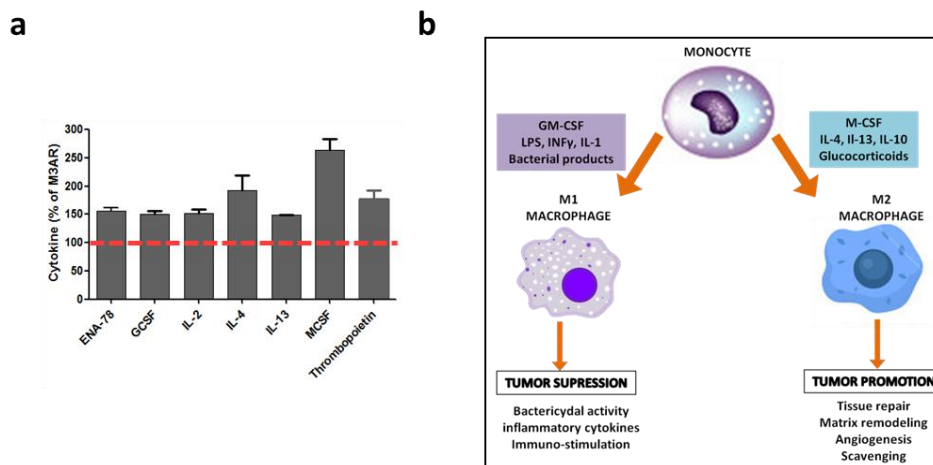 a
b
Cytokine (% of M3AR)
300
250
200
150
100
50
0
ENA-78
GCSF
IL-2
IL-4
IL-13
MCSF
Thrombopoietin
MONOCYTE
GM-CSF
LPS, INFγ, IL-1
Bacterial products
M-CSF
IL-4, Il-13, IL-10
Glucocorticoids
M1
MACROPHAGE
M2
MACROPHAGE
TUMOR SUPRESSION
Bactericydal activity
inflammatory cytokines
Immuno-stimulation
TUMOR PROMOTION
Tissue repair
Matrix remodeling
Angiogenesis
Scavenging